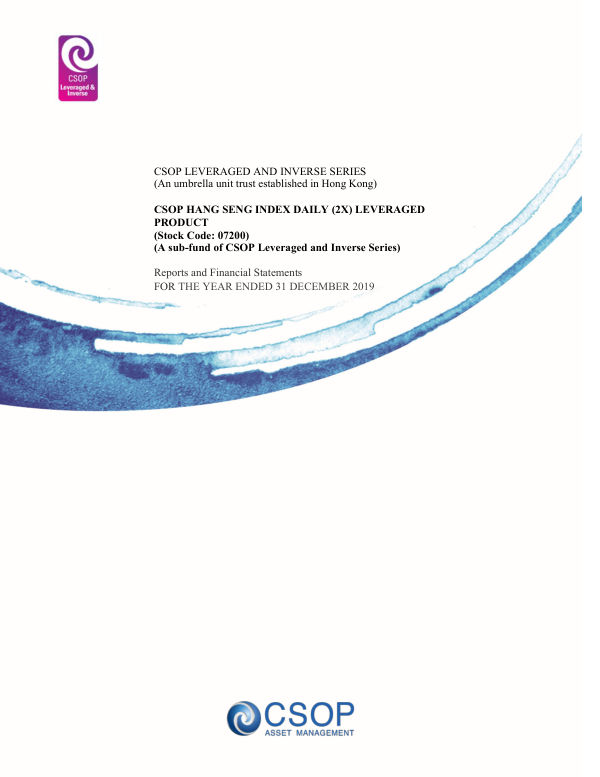 CSOP
Leveraged &
Inverse
CSOP LEVERAGED AND INVERSE SERIES
(An umbrella unit trust established in Hong Kong)
CSOP HANG SENG INDEX DAILY (2X) LEVERAGED
PRODUCT
(Stock Code: 07200)
(A sub-fund of CSOP Leveraged and Inverse Series)
Reports and Financial Statements
FOR THE YEAR ENDED 31 DECEMBER 2019
CSOP
ASSET MANAGEMENT